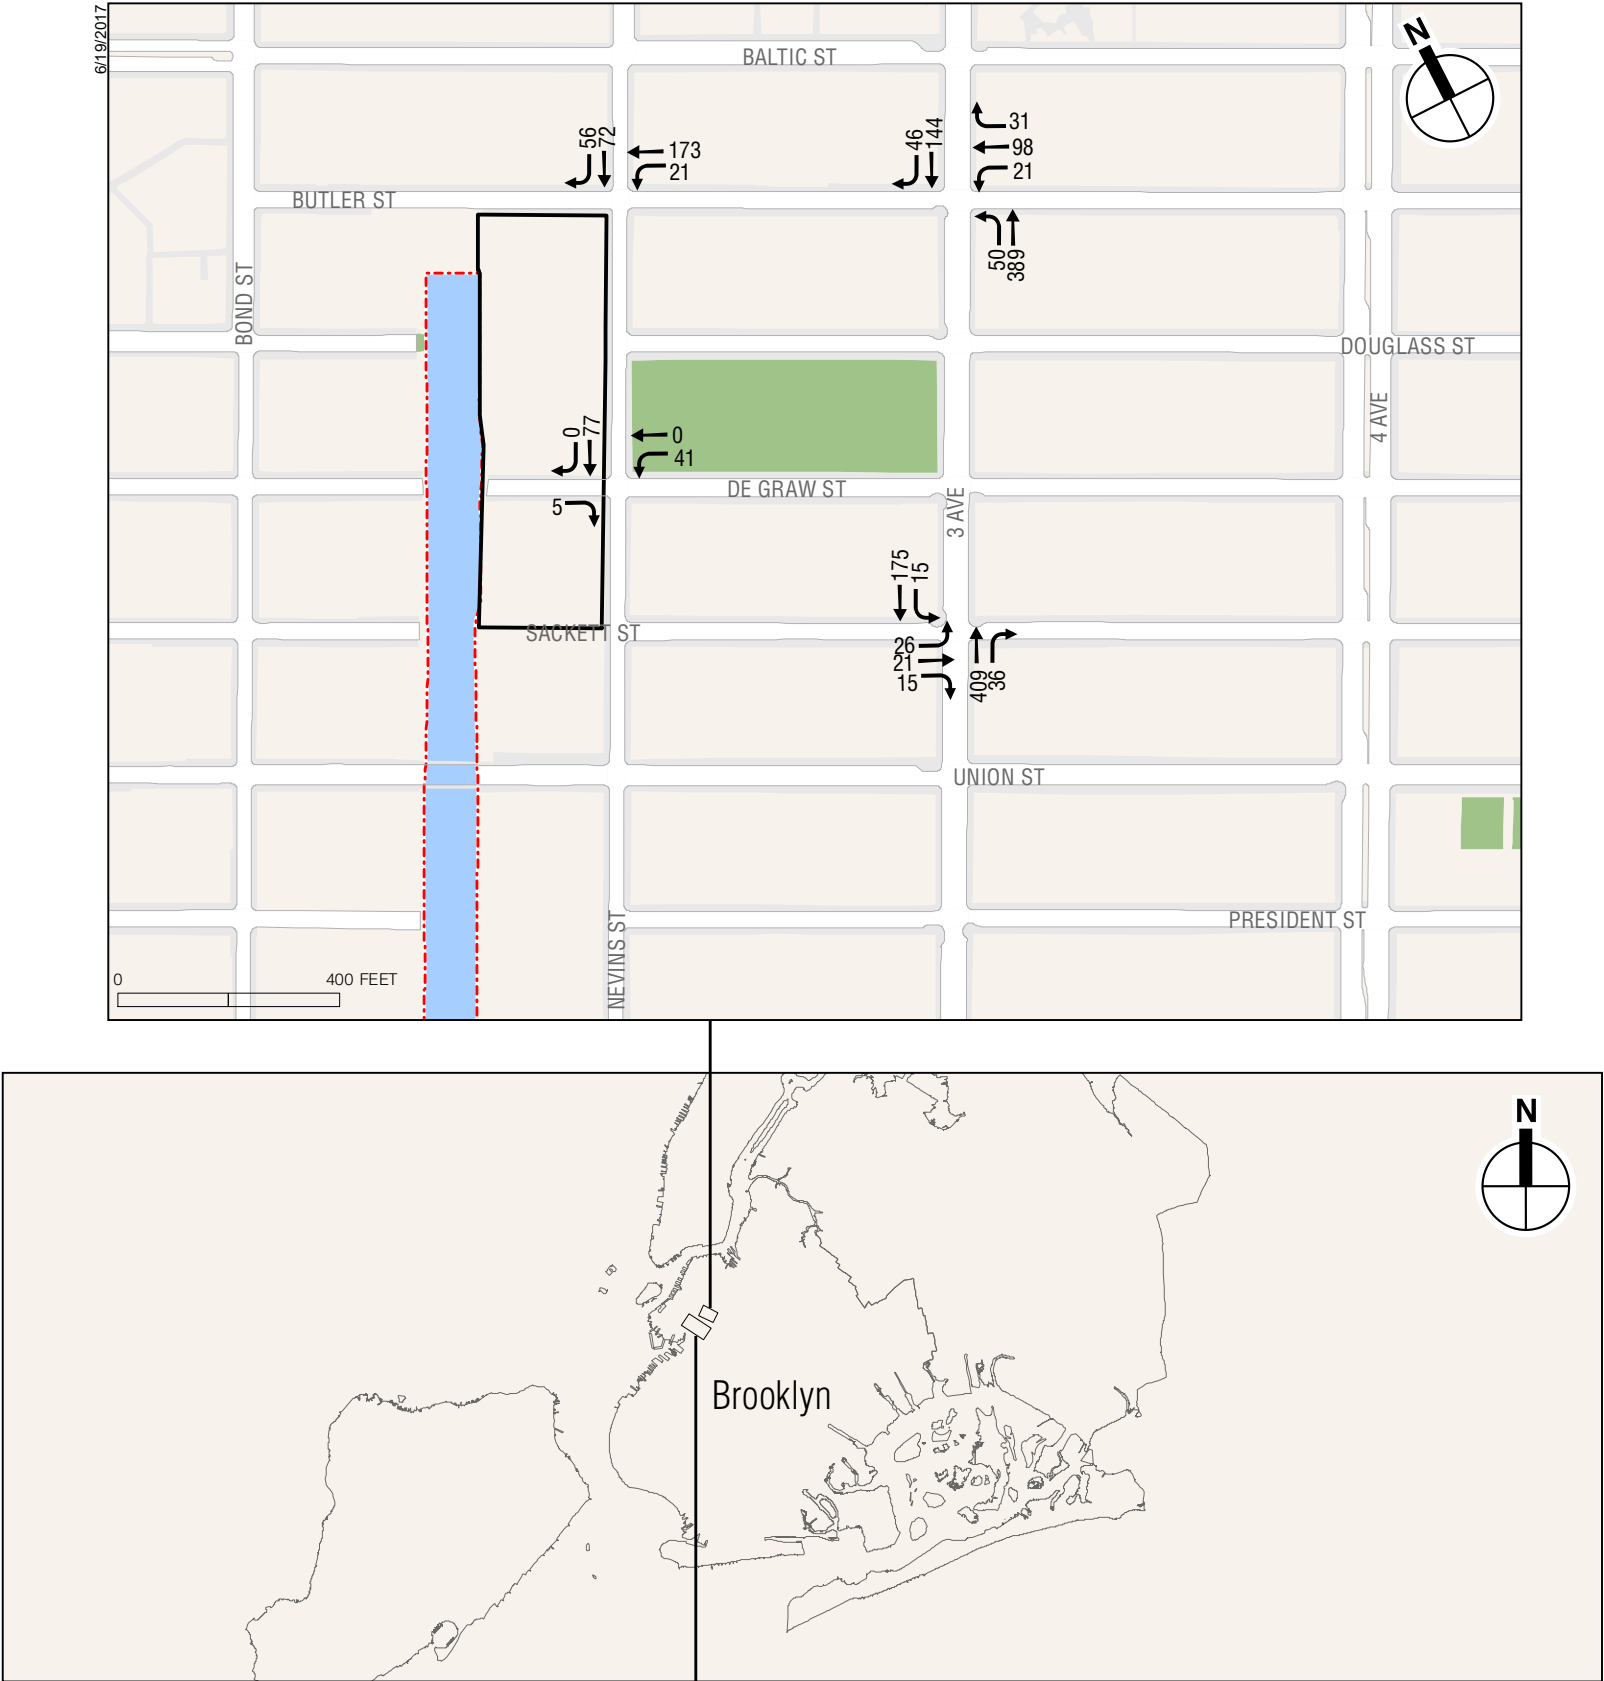 6/19/2017
BALTIC ST
N
56
72
173
21
46
144
31
98
21
BUTLER ST
50
389
BOND ST
DOUGLASS ST
4 AVE
0
77
0
41
DE GRAW ST
5
3 AVE
175
15
SACKETT ST
26
21
15
409
36
UNION ST
PRESIDENT ST
NEVINS ST
0 400 FEET
N
Brooklyn